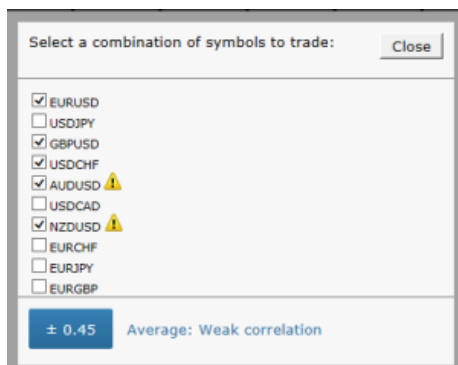 Select a combination of symbols to trade: Close
EURUSD
USDJPY
GBPUSD
USDCHF
AUDUSD
USDCAD
NZDUSD
EURCHF
EURJPY
EURGBP
± 0.45 Average: Weak correlation